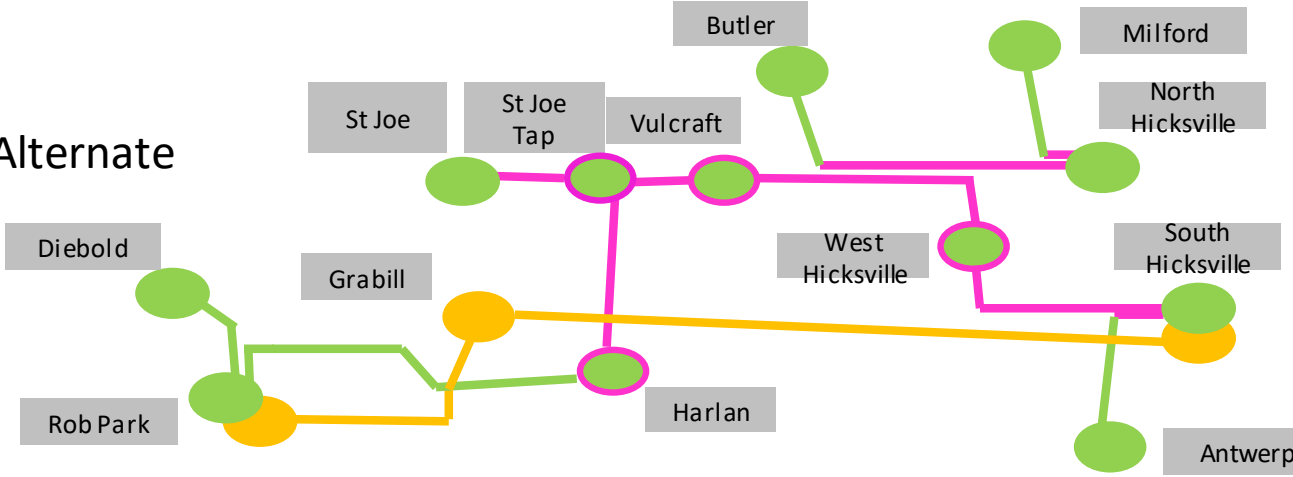 Butler
Milford
St Joe
St Joe
Tap
Vulcraft
North
Hicksville
Alternate
Diebold
Grabill
West
Hicksville
South
Hicksville
Rob Park
Harlan
Antwerp